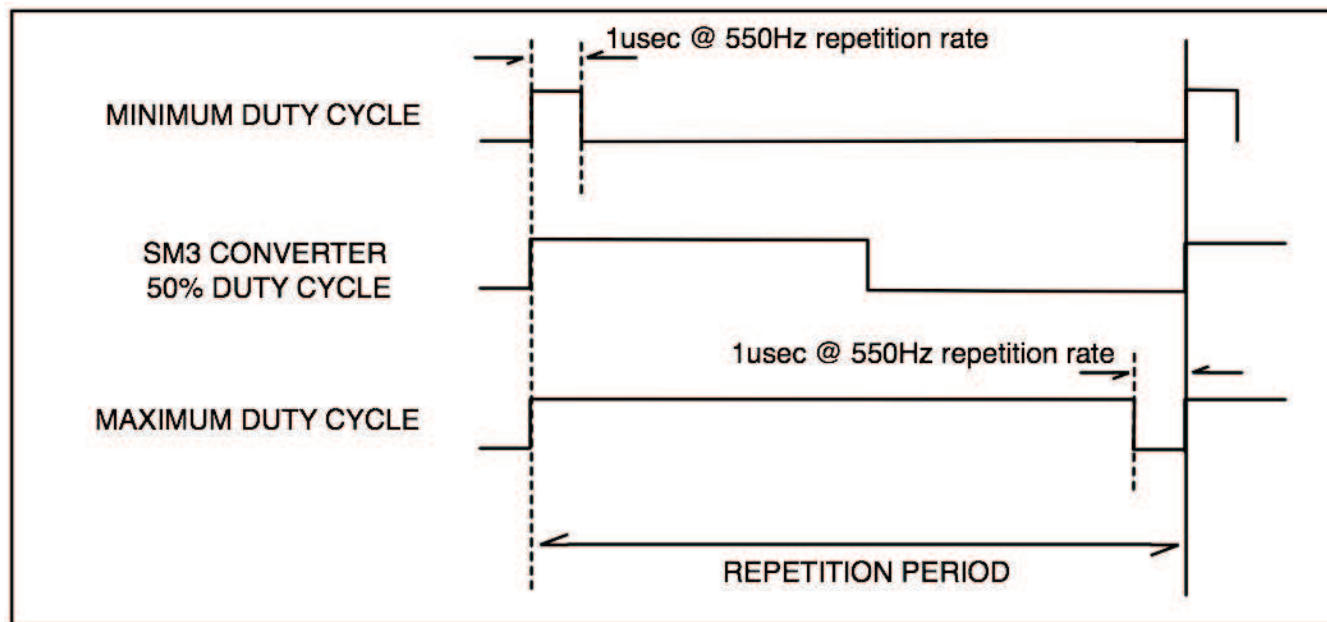 1usec @ 550Hz repetition rate
MINIMUM DUTY CYCLE
SM3 CONVERTER
50% DUTY CYCLE
1usec @ 550Hz repetition rate
MAXIMUM DUTY CYCLE
REPETITION PERIOD